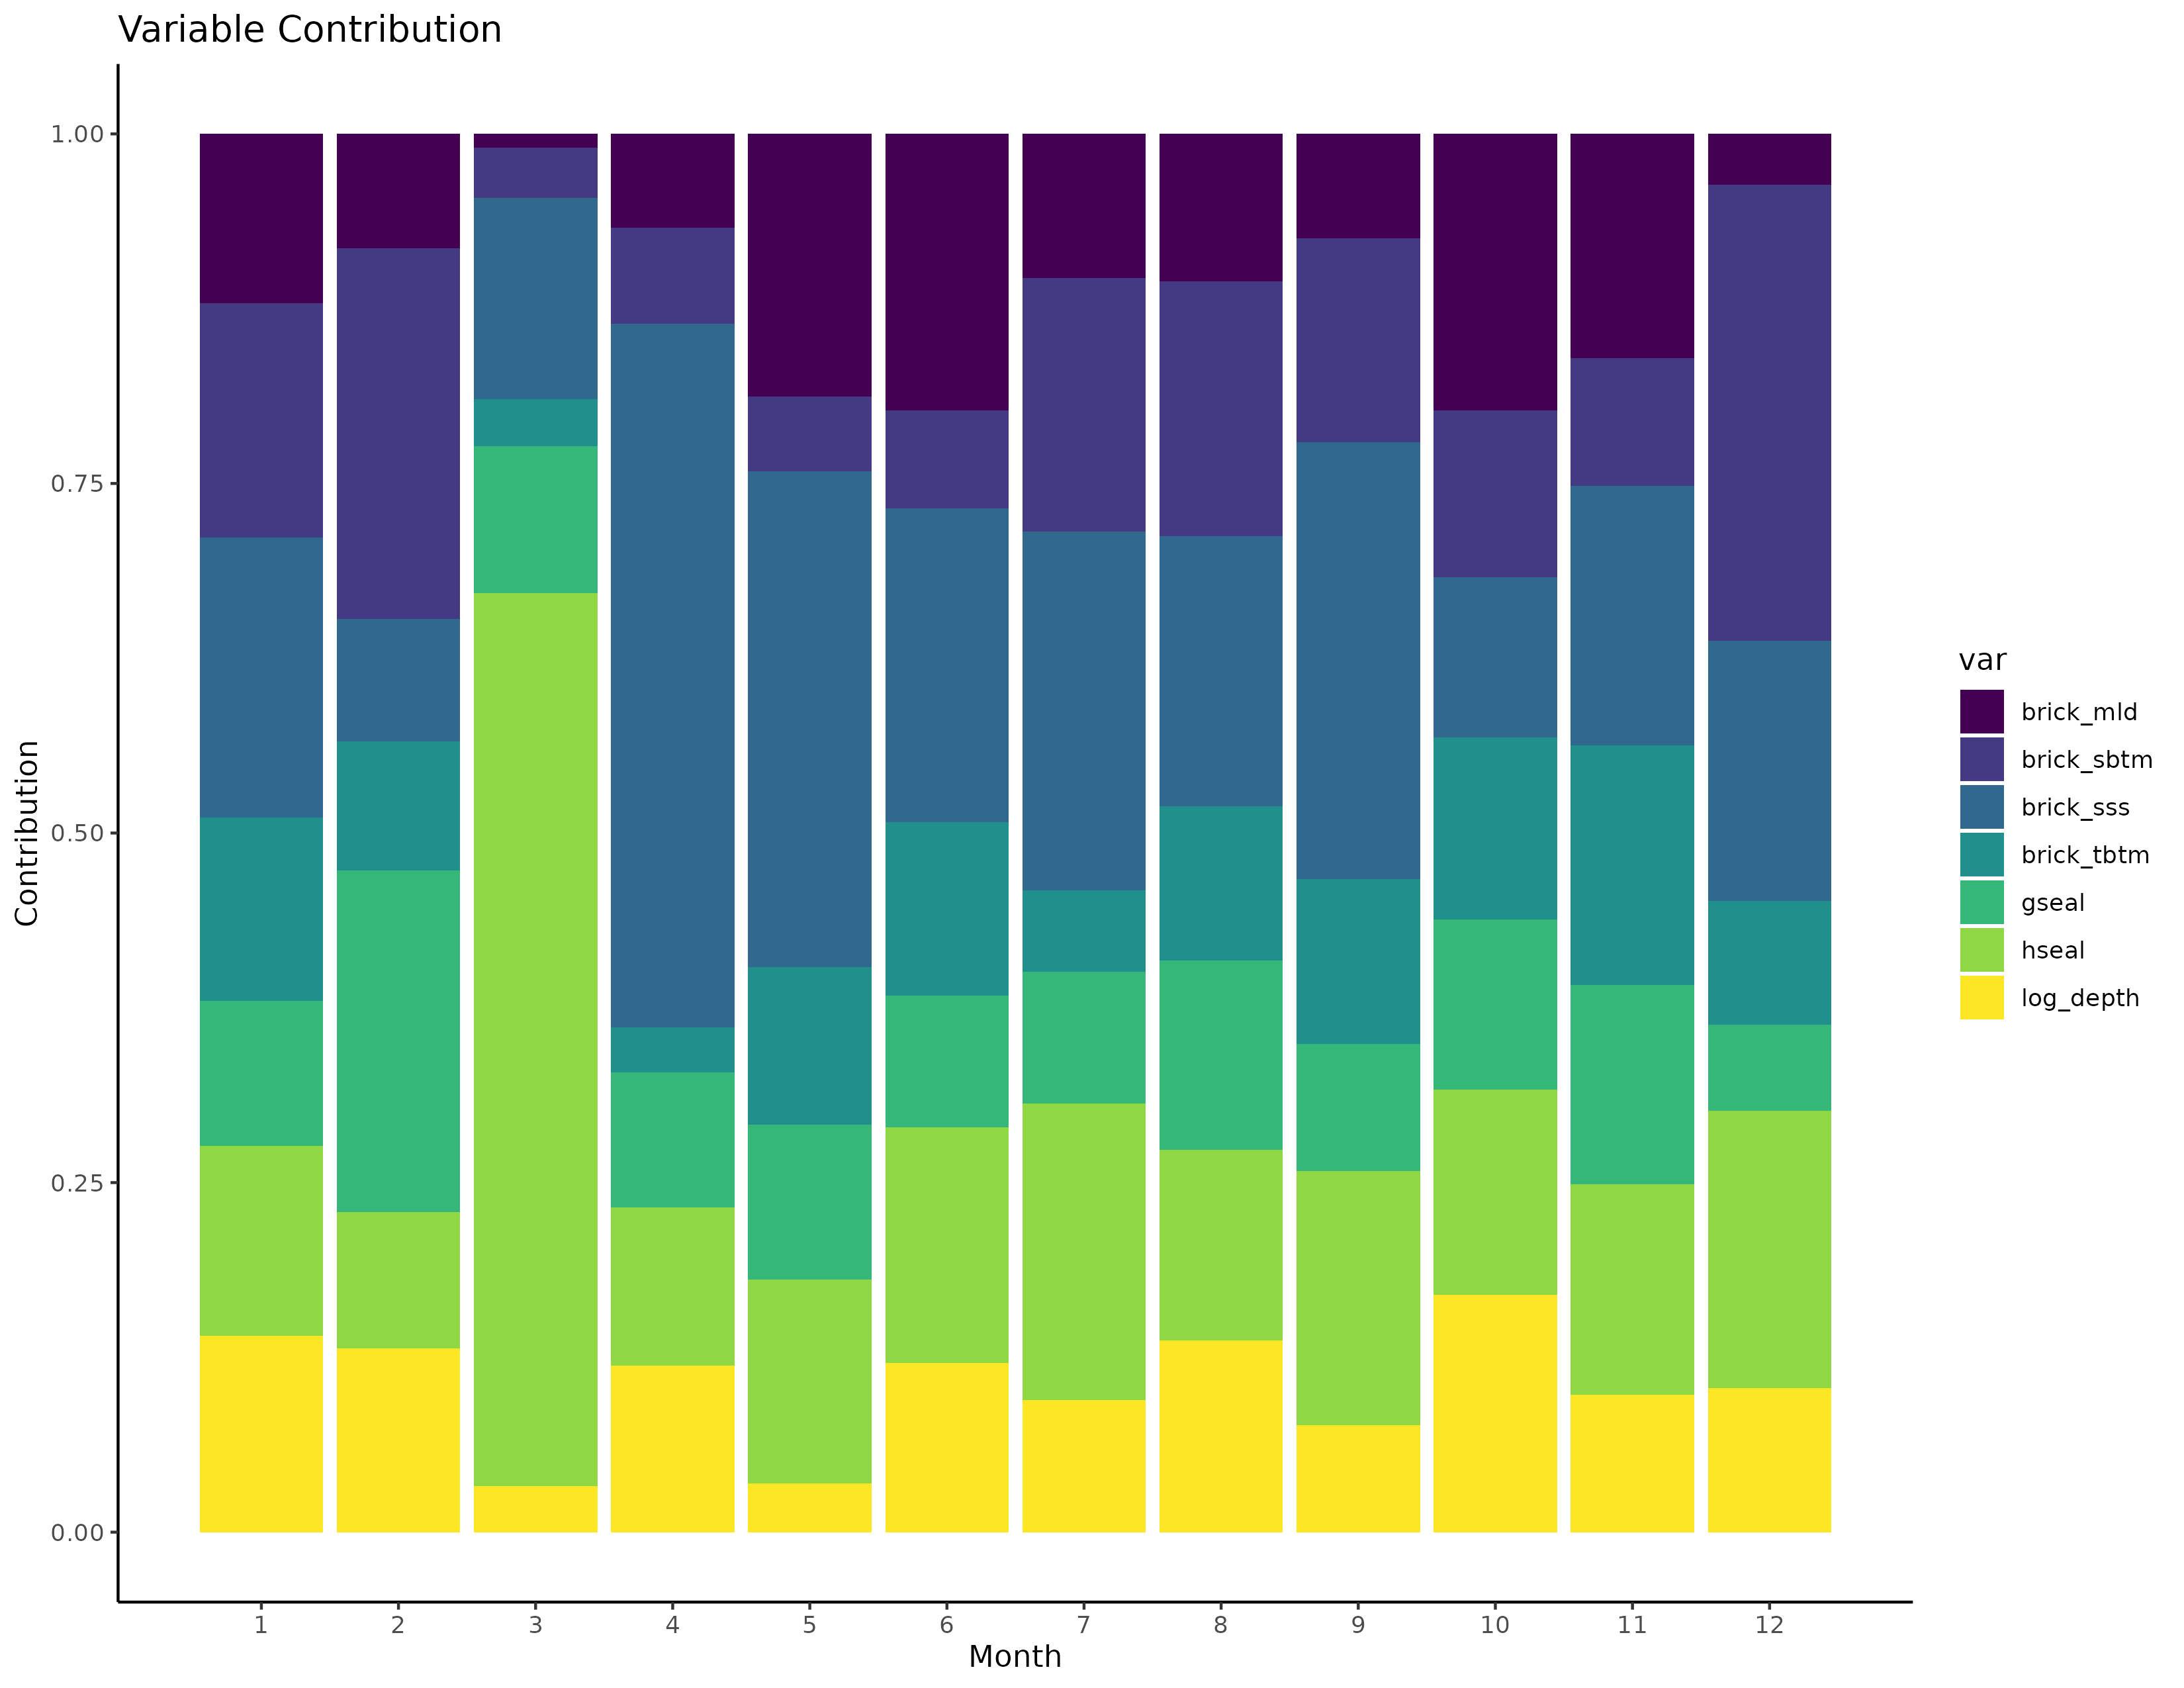 Variable Contribution
Contribution
1.00
0.75
0.50
0.25
0.00
1 2 3 4 5 6 7 8 9 10 11 12
Month
var
brick_mld
brick_sbtm
brick_sss
brick_tbtm
gseal
hseal
log_depth